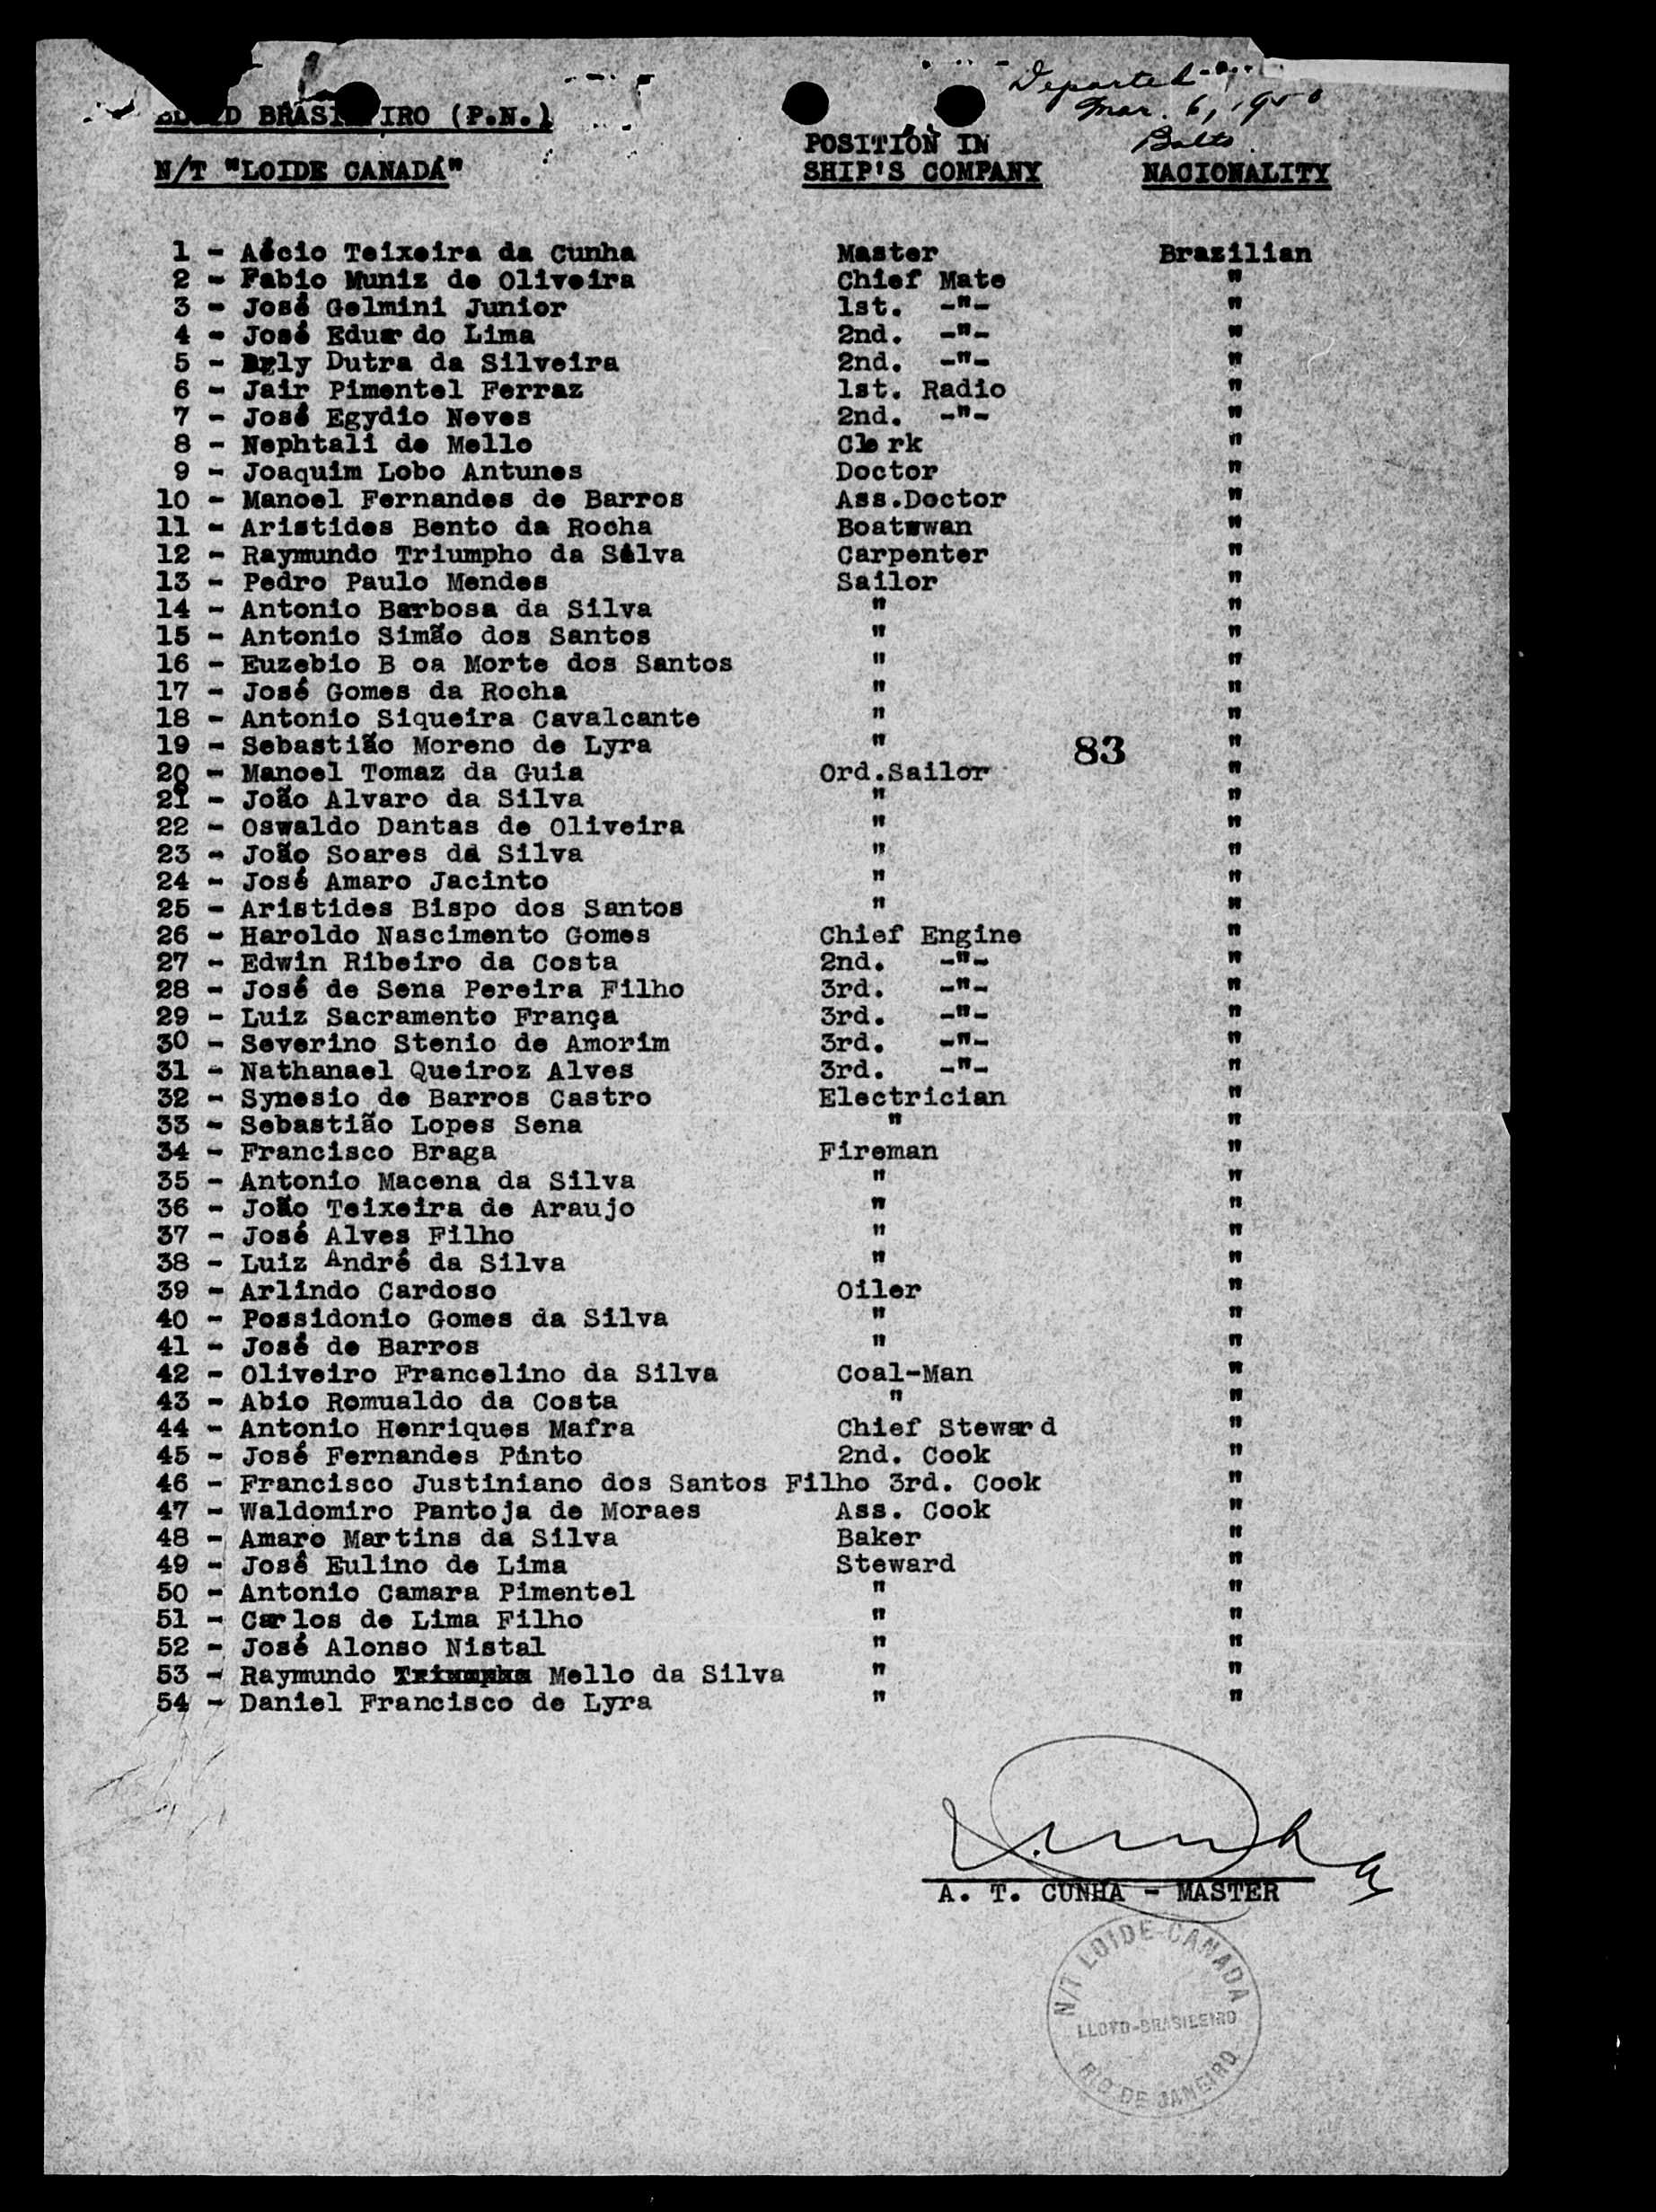 LLOYD BRASILEIRO (P.N.)
Departed
Mar. 6, 1950
Balto.
N/T "LOIDE CANADÁ"
POSITION IN
SHIP'S COMPANY
NACIONALITY
1 - Aécio Teixeira da Cunha Master Brazilian
2 - Fabio Muniz de Oliveira Chief Mate "
3 - José Gelmini Junior 1st. -"- "
4 - José Eduardo Lima 2nd. -"- "
5 - Dutra da Silveira 2nd. -"- "
6 - Jair Pimentel Ferraz 1st. Radio "
7 - José Egydio Neves 2nd. -"- "
8 - Nephtali de Mello Clerk "
9 - Joaquim Lobo Antunes Doctor "
10 - Manoel Fernandes de Barros Ass.Doctor "
11 - Aristides Bento da Rocha Boatswan "
12 - Raymundo Triumpho da Silva Carpenter "
13 - Pedro Paulo Mendes Sailor "
14 - Antonio Barbosa da Silva " "
15 - Antonio Simão dos Santos " "
16 - Euzebio B oa Morte dos Santos " "
17 - José Gomes da Rocha " "
18 - Antonio Siqueira Cavalcante " "
19 - Sebastião Moreno de Lyra " 83 "
20 - Manoel Tomaz da Guia Ord.Sailor "
21 - João Alvaro da Silva " "
22 - Oswaldo Dantas de Oliveira " "
23 - João Soares da Silva " "
24 - José Amaro Jacinto " "
25 - Aristides Bispo dos Santos " "
26 - Haroldo Nascimento Gomes Chief Engine "
27 - Edwin Ribeiro da Costa 2nd. -"- "
28 - José de Sena Pereira Filho 3rd. -"- "
29 - Luiz Sacramento França 3rd. -"- "
30 - Severino Stenio de Amorim 3rd. -"- "
31 - Nathanael Queiroz Alves 3rd. -"- "
32 - Synesio de Barros Castro Electrician "
33 - Sebastião Lopes Sena " "
34 - Francisco Braga Fireman "
35 - Antonio Macena da Silva " "
36 - João Teixeira de Araujo " "
37 - José Alves Filho " "
38 - Luiz André da Silva " "
39 - Arlindo Cardoso Oiler "
40 - Possidonio Gomes da Silva " "
41 - José de Barros " "
42 - Oliveiro Francelino da Silva Coal-Man "
43 - Abio Romualdo da Costa " "
44 - Antonio Henriques Mafra Chief Steward "
45 - José Fernandes Pinto 2nd. Cook "
46 - Francisco Justiniano dos Santos Filho 3rd. Cook "
47 - Waldomiro Pantoja de Moraes Ass. Cook "
48 - Amaro Martins da Silva Baker "
49 - José Eulino de Lima Steward "
50 - Antonio Camara Pimentel " "
51 - Carlos de Lima Filho " "
52 - José Alonso Nistal " "
53 - Raymundo Mello da Silva " "
54 - Daniel Francisco de Lyra " "
A. T. CUNHA - MASTER
N/T LOIDE-CANADA
LLOYD-BRASILEIRO
RIO DE JANEIRO